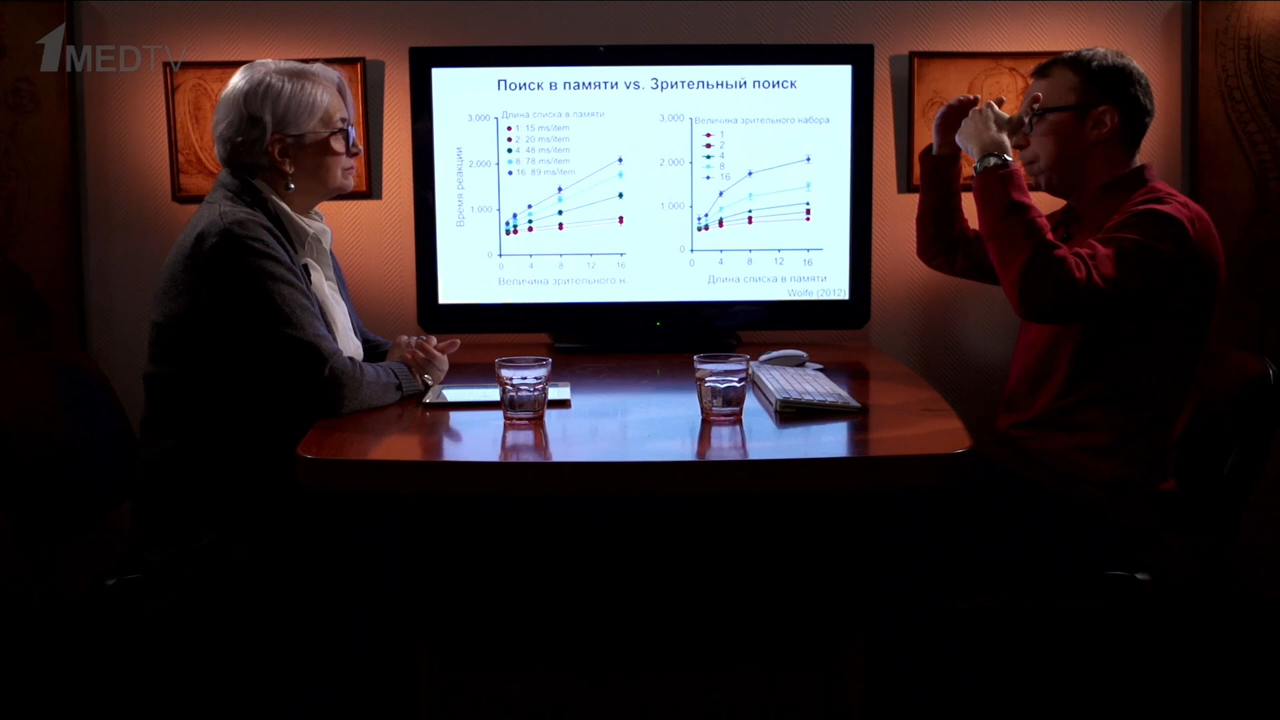 1MEDTV
Поиск в памяти vs. Зрительный поиск
Длина списка в памяти
1: 15 ms/item
2: 20 ms/item
4: 48 ms/item
8: 78 ms/item
16: 89 ms/item
Время реакции
3,000
2,000
1,000
0
0 4 8 12 16
Величина зрительного н.
Величина зрительного набора
1
2
4
8
16
3,000
2,000
1,000
0
0 4 8 12 16
Длина списка в памяти
Wolfe (2012)